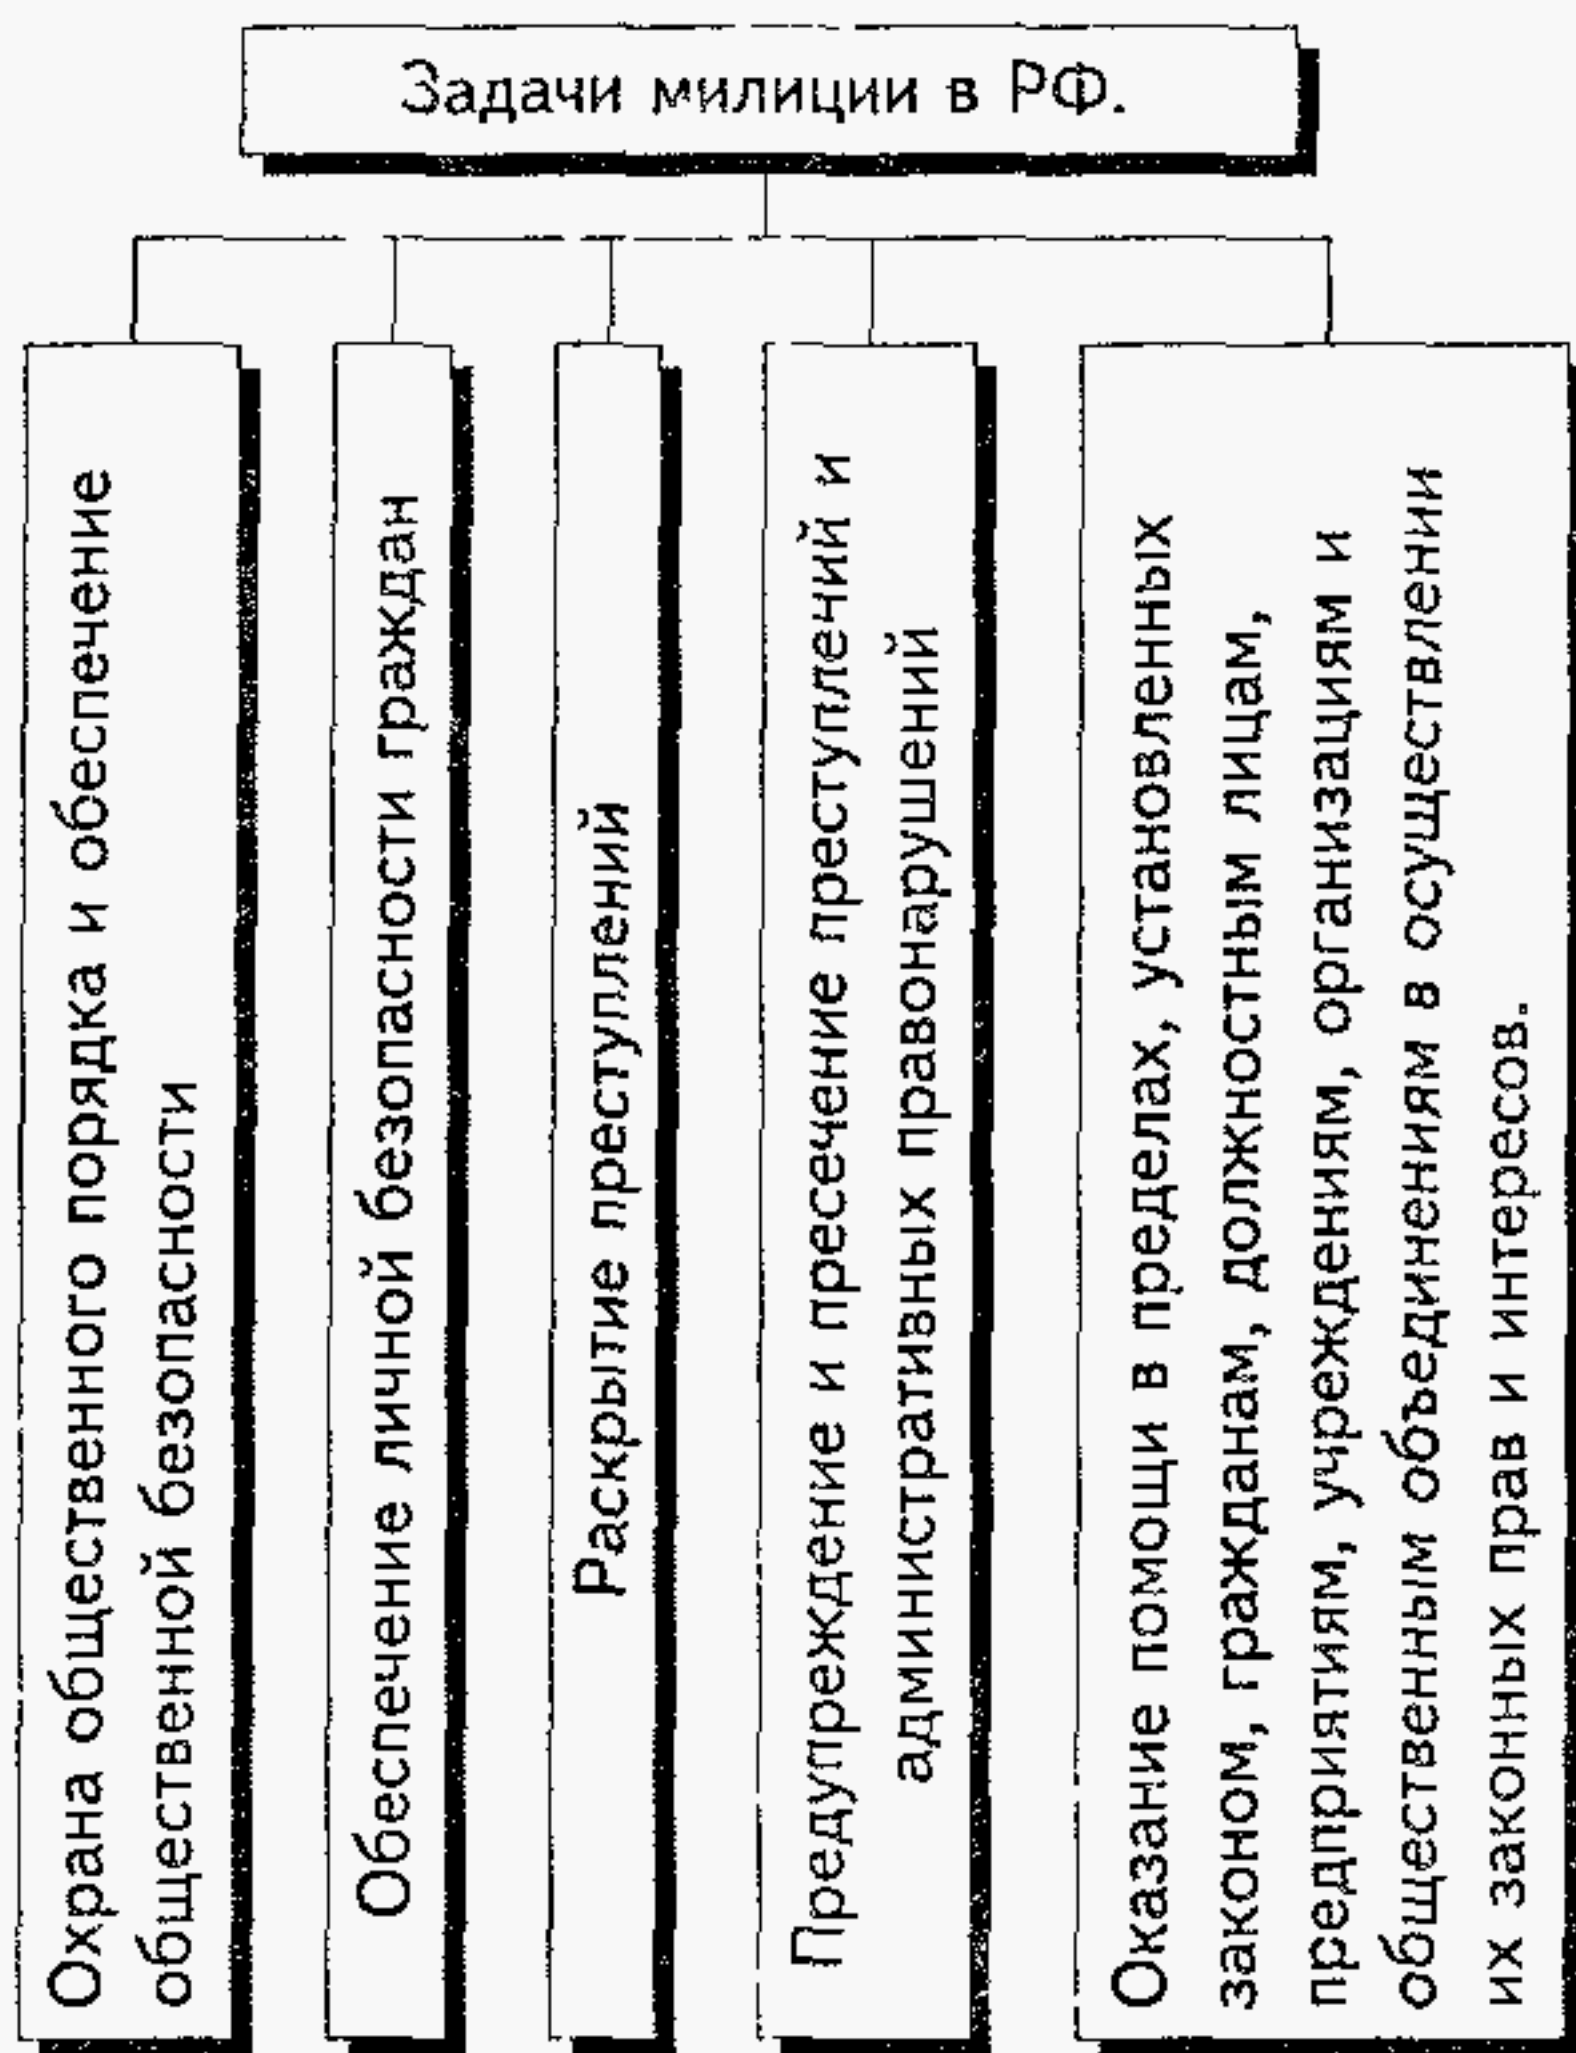 Задачи милиции в РФ.
Охрана общественного порядка и обеспечение
общественной безопасности
Обеспечение личной безопасности граждан
Раскрытие преступлений
Предупреждение и пресечение преступлений и
административных правонарушений
Оказание помощи в пределах, установленных
законом, гражданам, должностным лицам,
предприятиям, учреждениям, организациям и
общественным объединениям в осуществлении
их законных прав и интересов.